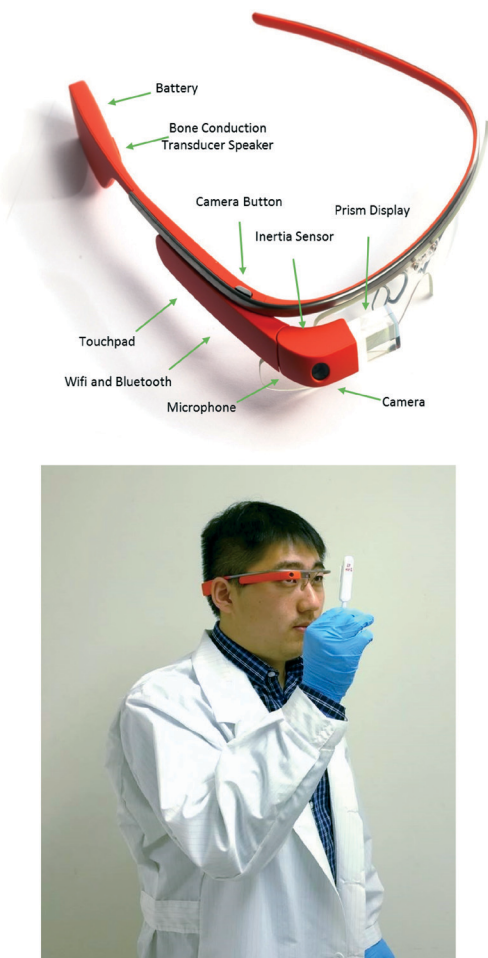 Battery
Bone Conduction
Transducer Speaker
Camera Button
Prism Display
Inertia Sensor
Touchpad
Wifi and Bluetooth
Microphone
Camera